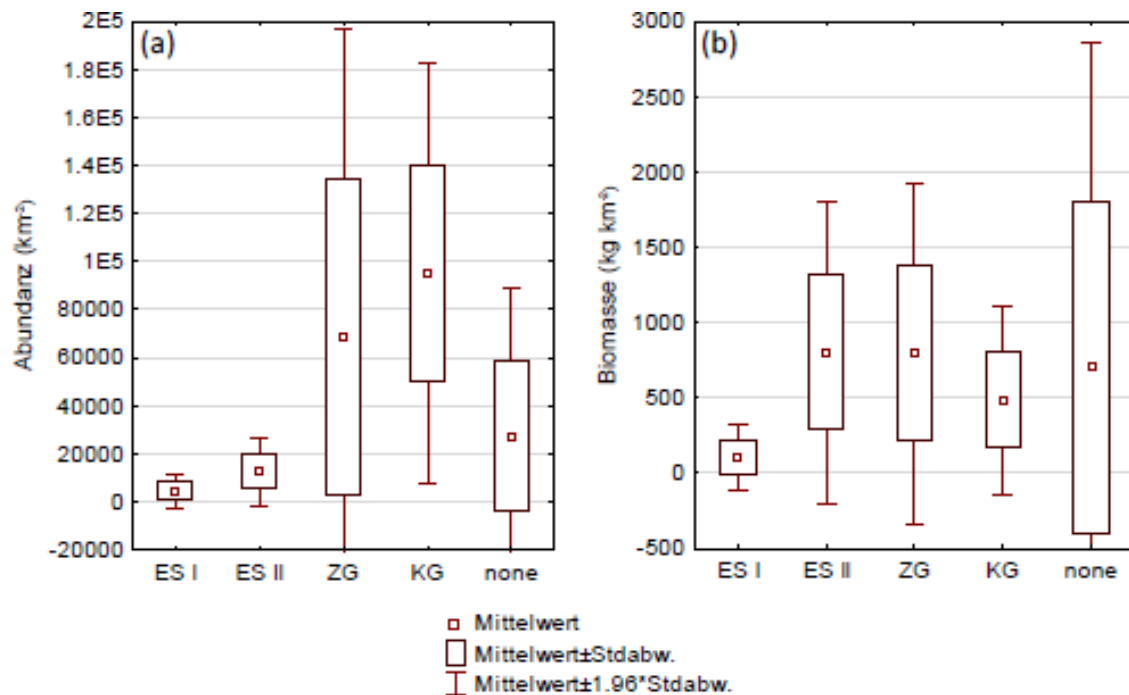 (a)
Abundanz (km⁻²)
2E5
1.8E5
1.6E5
1.4E5
1.2E5
1E5
80000
60000
40000
20000
0
-20000
ES I ES II ZG KG none
(b)
Biomasse (kg km⁻²)
3000
2500
2000
1500
1000
500
0
-500
ES I ES II ZG KG none
Mittelwert
Mittelwert±Stdabw.
Mittelwert±1.96*Stdabw.